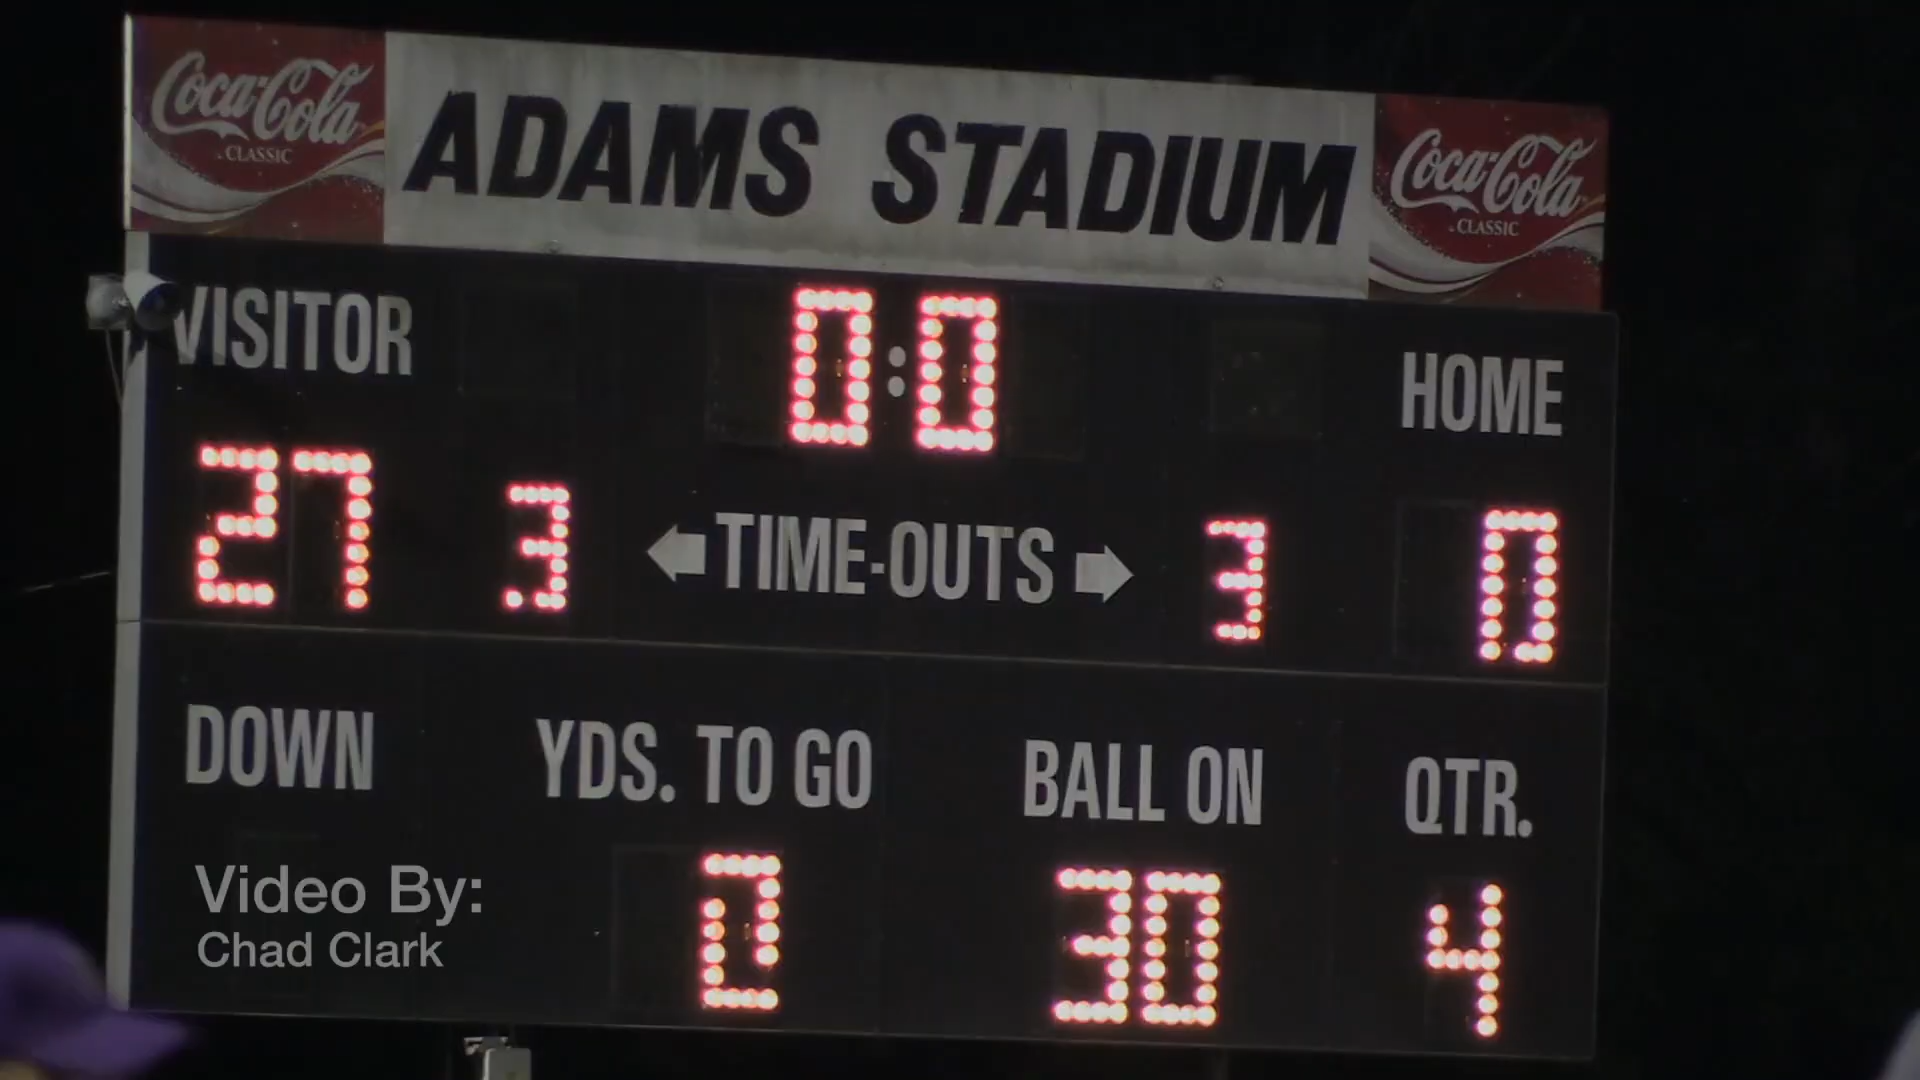 Coca-Cola
CLASSIC
ADAMS STADIUM
Coca-Cola
CLASSIC
VISITOR
0:0
HOME
27
3
TIME-OUTS
3
0
DOWN
YDS. TO GO
BALL ON
QTR.
0
30
4
Video By:
Chad Clark